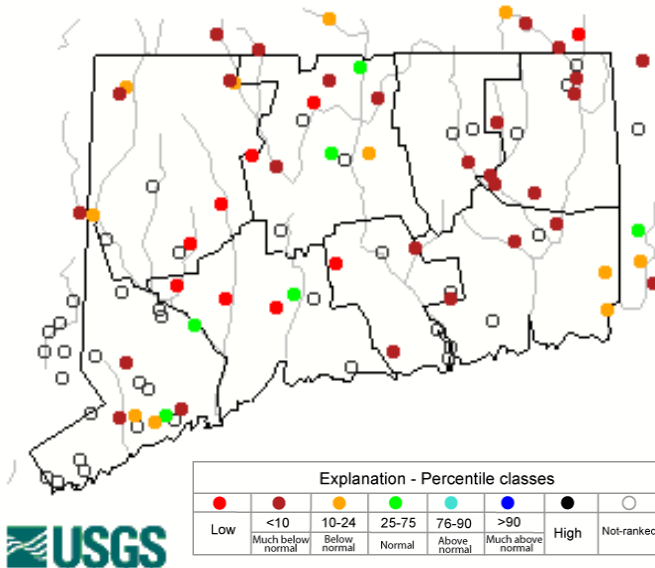 Explanation - Percentile classes
Low <10 10-24 25-75 76-90 >90 High Not-ranked
Much below normal Below normal Normal Above normal Much above normal
USGS